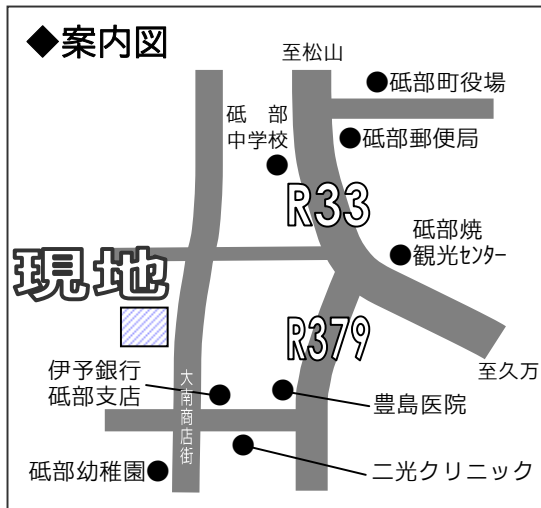 ◆案内図
至松山
砥部町役場
砥部
中学校
砥部郵便局
R33
砥部焼
観光センター
現地
R379
至久万
伊予銀行
砥部支店
大南商店街
豊島医院
砥部幼稚園
二光クリニック